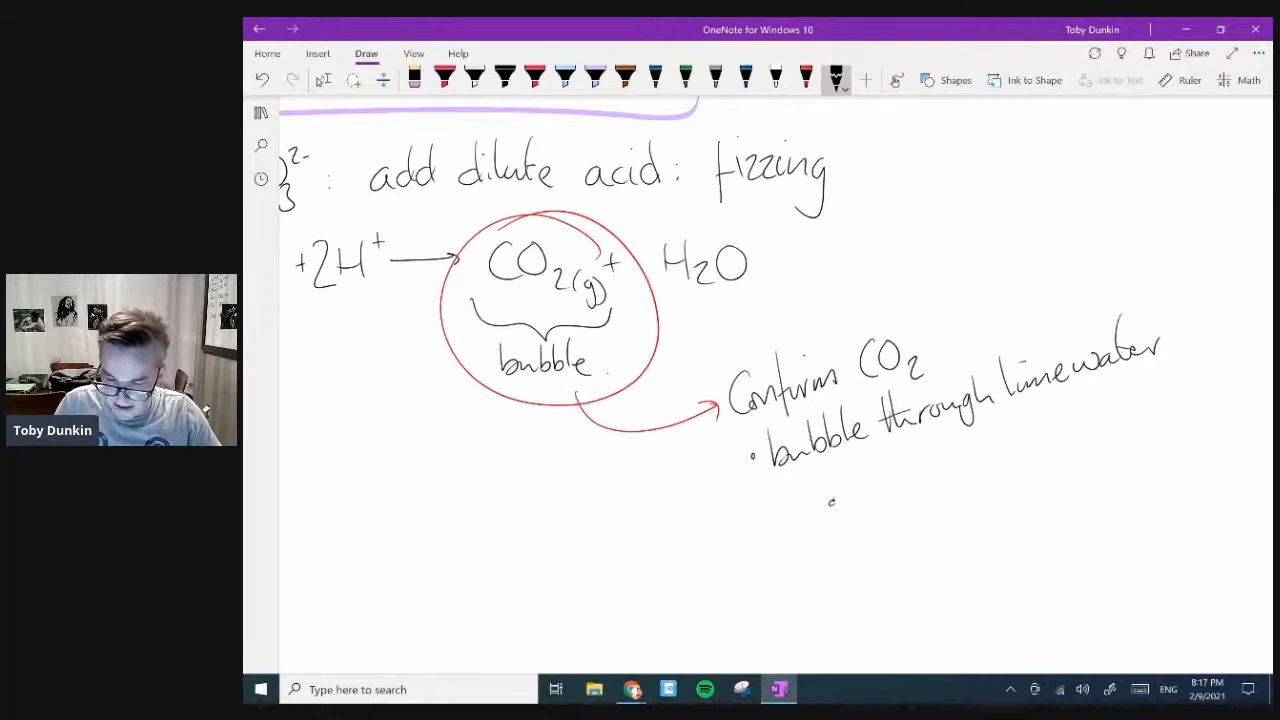 OneNote for Windows 10
Toby Dunkin
Home Insert Draw View Help
Share
Shapes Ink to Shape Ink to Text Ruler Math
3 2- : add dilute acid : fizzing
+2H+ → CO2(g) + H2O
bubble
Confirms CO2
• bubble through limewater
Toby Dunkin
Type here to search
ENG
8:17 PM
2/9/2021